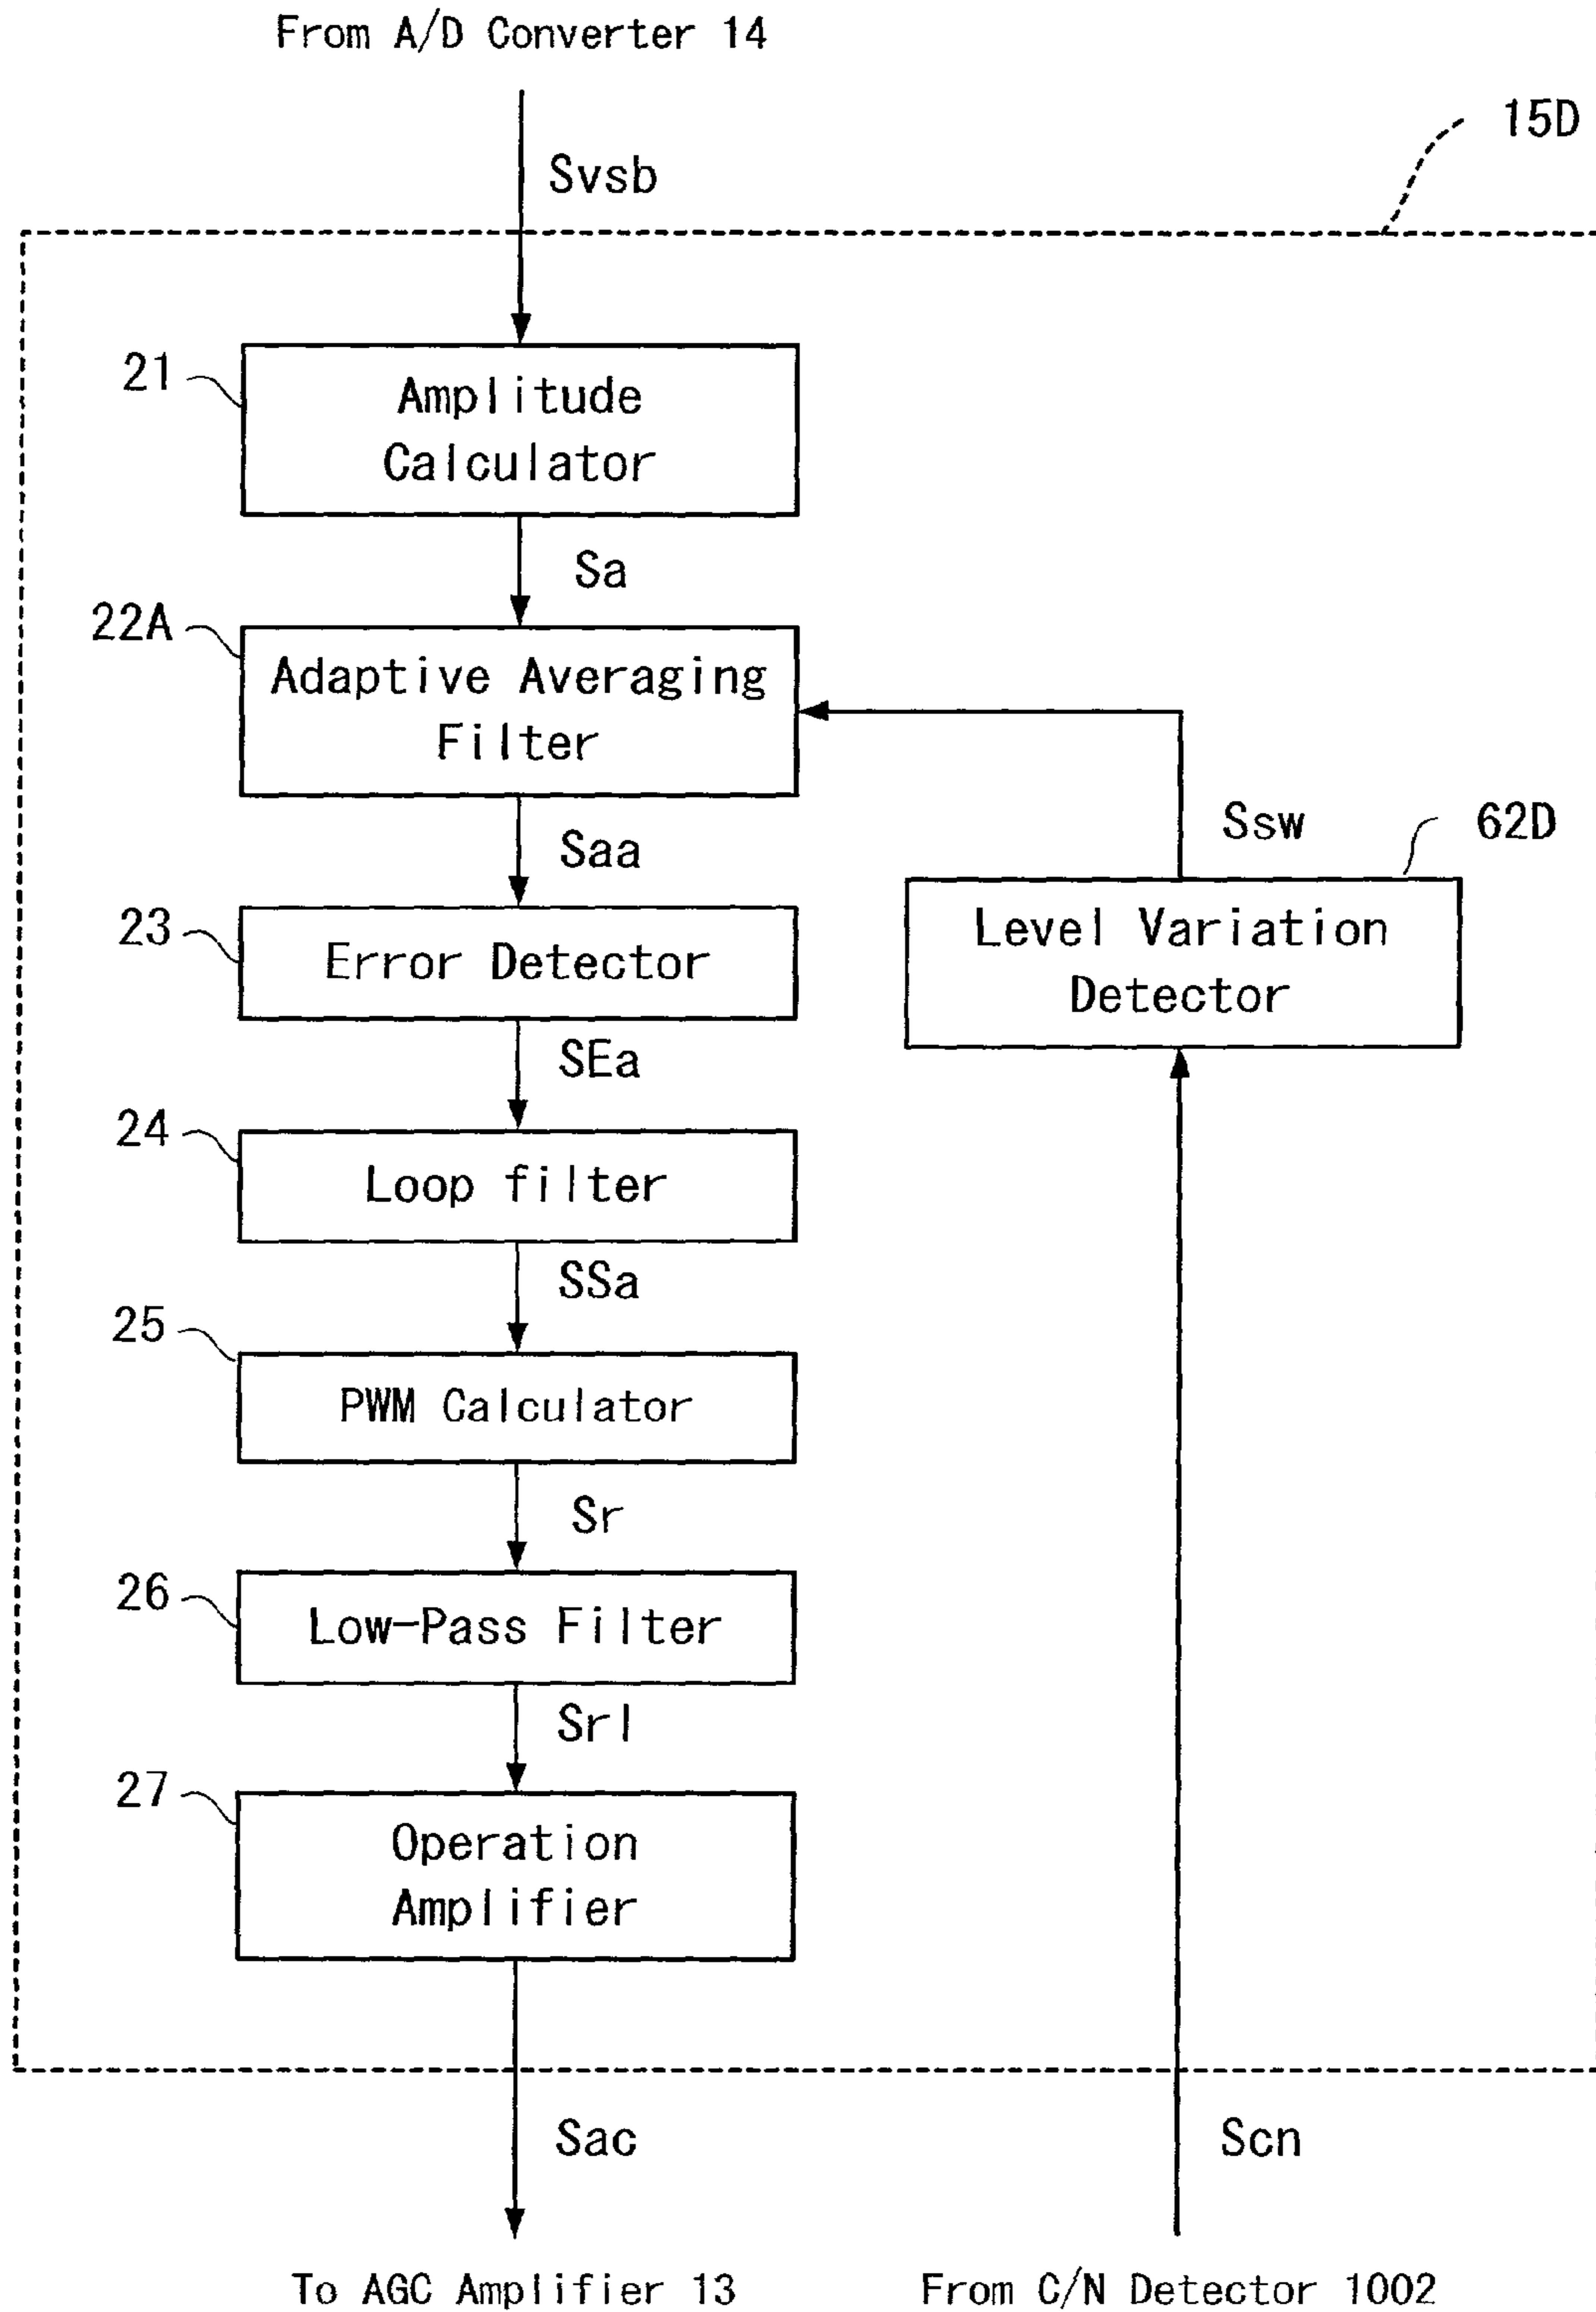 From A/D Converter 14
15D
Svsb
21
Amplitude
Calculator
Sa
22A
Adaptive Averaging
Filter
Saa
Ssw
62D
23
Error Detector
Level Variation
Detector
SEa
24
Loop filter
SSa
25
PWM Calculator
Sr
26
Low-Pass Filter
Srl
27
Operation
Amplifier
Sac
Scn
To AGC Amplifier 13
From C/N Detector 1002